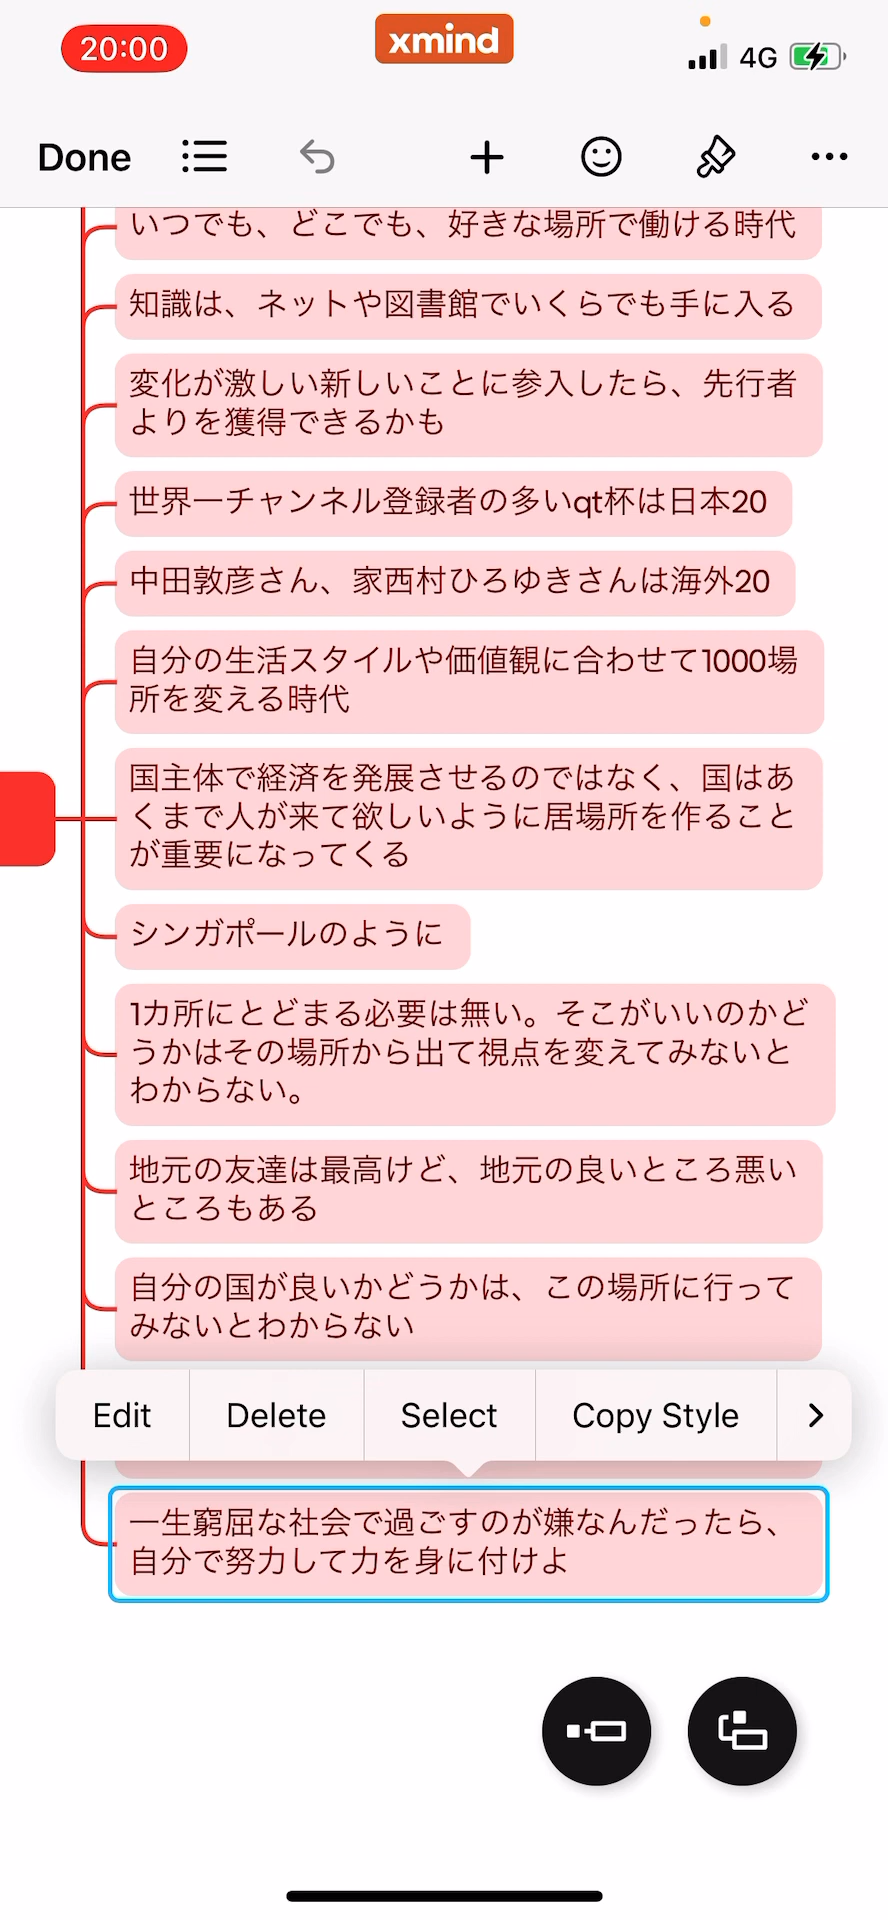 20:00
xmind
4G
Done
いつでも、どこでも、好きな場所で働ける時代
知識は、ネットや図書館でいくらでも手に入る
変化が激しい新しいことに参入したら、先行者
よりを獲得できるかも
世界一チャンネル登録者の多いqt杯は日本20
中田敦彦さん、家西村ひろゆきさんは海外20
自分の生活スタイルや価値観に合わせて1000場
所を変える時代
国主体で経済を発展させるのではなく、国はあ
くまで人が来て欲しいように居場所を作ること
が重要になってくる
シンガポールのように
1カ所にとどまる必要は無い。そこがいいのかど
うかはその場所から出て視点を変えてみないと
わからない。
地元の友達は最高けど、地元の良いところ悪い
ところもある
自分の国が良いかどうかは、この場所に行って
みないとわからない
Edit
Delete
Select
Copy Style
一生窮屈な社会で過ごすのが嫌なんだったら、
自分で努力して力を身に付けよ